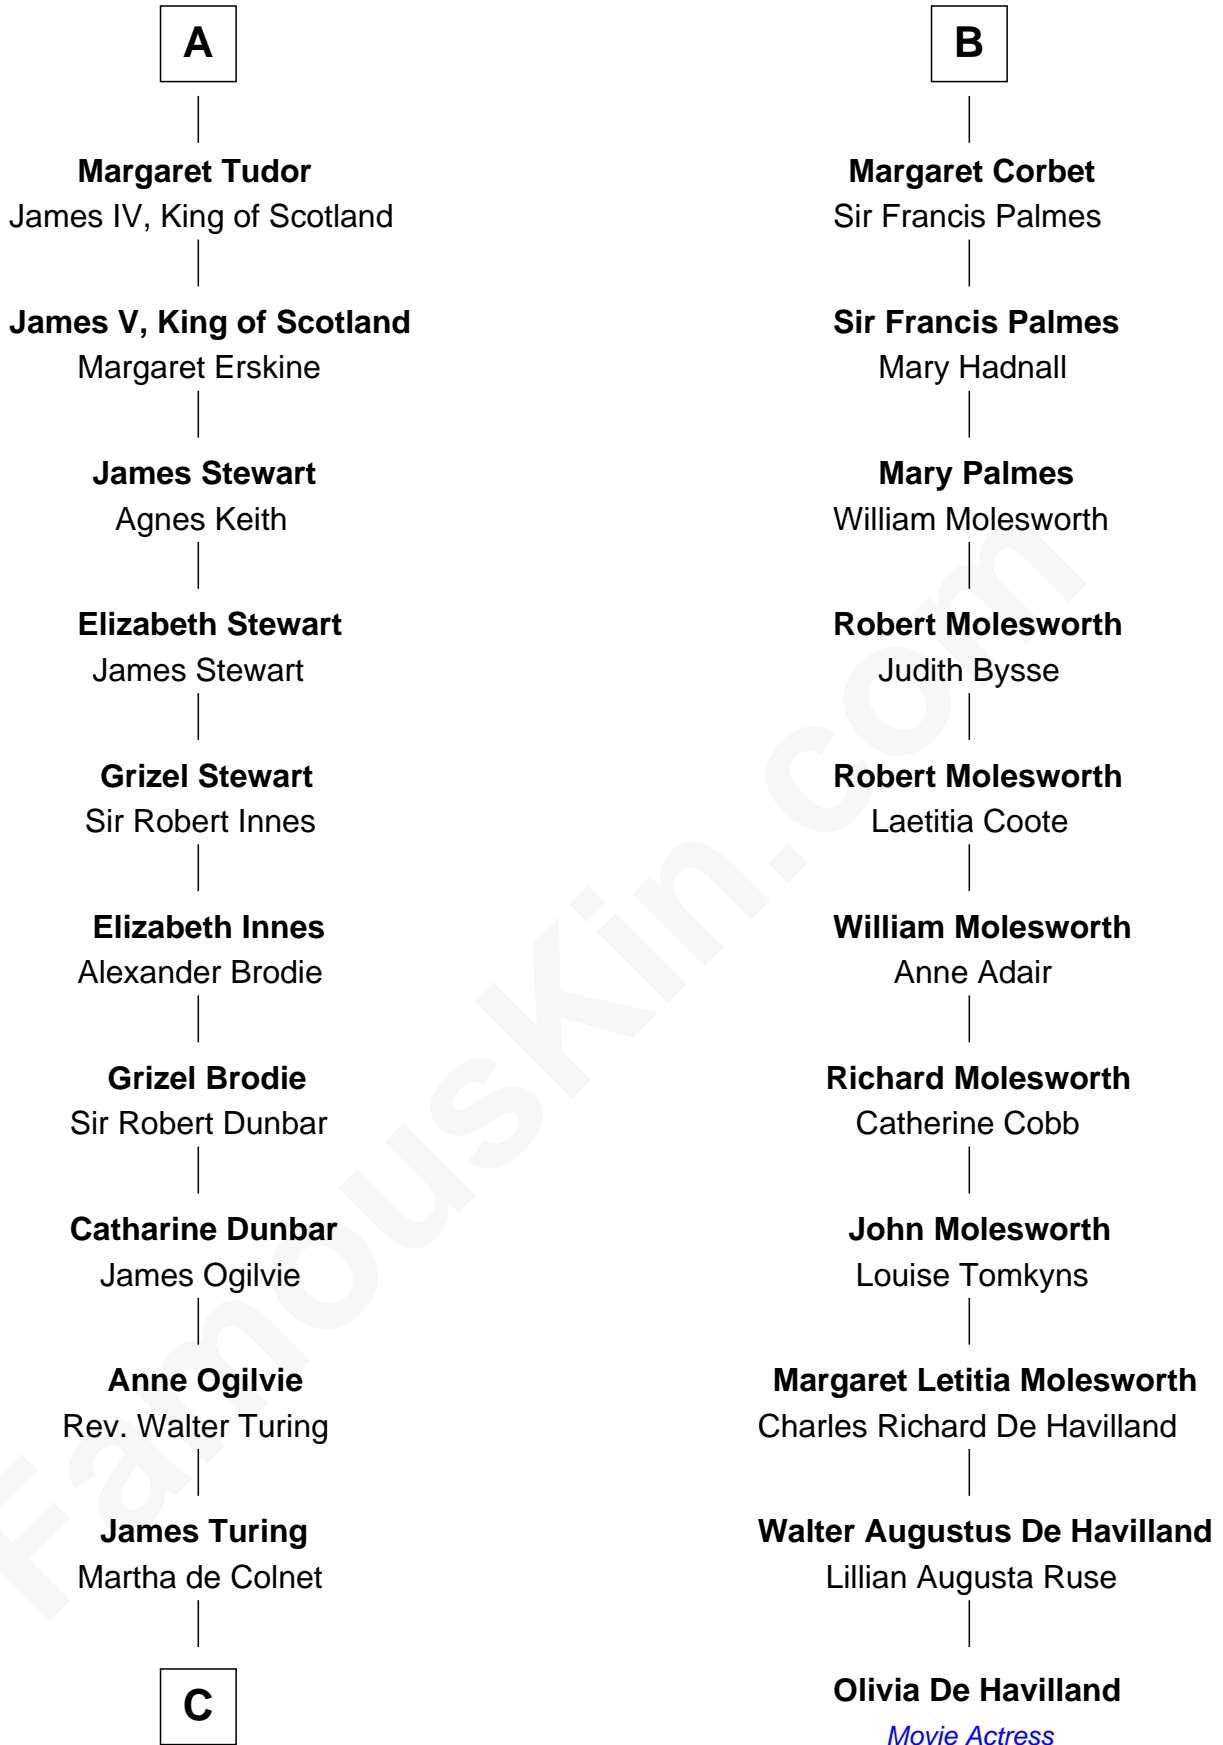 A
Margaret Tudor
James IV, King of Scotland
James V, King of Scotland
Margaret Erskine
James Stewart
Agnes Keith
Elizabeth Stewart
James Stewart
Grizel Stewart
Sir Robert Innes
Elizabeth Innes
Alexander Brodie
Grizel Brodie
Sir Robert Dunbar
Catharine Dunbar
James Ogilvie
Anne Ogilvie
Rev. Walter Turing
James Turing
Martha de Colnet
C
B
Margaret Corbet
Sir Francis Palmes
Sir Francis Palmes
Mary Hadnall
Mary Palmes
William Molesworth
Robert Molesworth
Judith Bysse
Robert Molesworth
Laetitia Coote
William Molesworth
Anne Adair
Richard Molesworth
Catherine Cobb
John Molesworth
Louise Tomkyns
Margaret Letitia Molesworth
Charles Richard De Havilland
Walter Augustus De Havilland
Lillian Augusta Ruse
Olivia De Havilland
Movie Actress
FamousKin.com